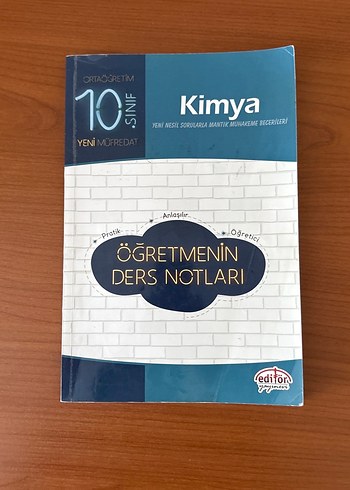 ORTAÖĞRETİM
10.SINIF
YENİ MÜFREDAT
Kimya
YENİ NESİL SORULARLA MANTIK MUHAKEME BECERİLERİ
Pratik
Anlaşılır
Öğretici
ÖĞRETMENİN
DERS NOTLARI
editör
yayınevi